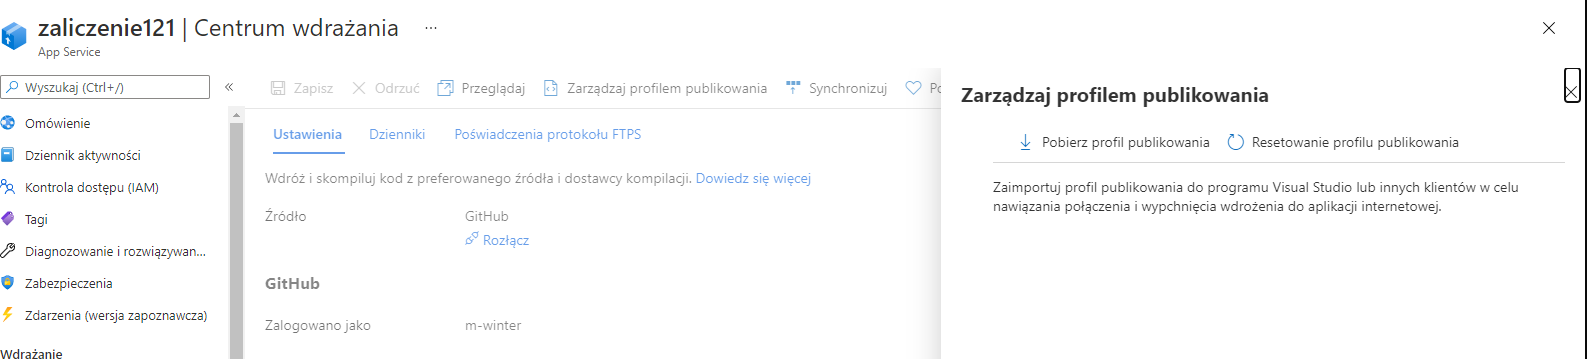 zaliczenie121 | Centrum wdrażania ...
App Service
Wyszukaj (Ctrl+/)
«
Omówienie
Dziennik aktywności
Kontrola dostępu (IAM)
Tagi
Diagnozowanie i rozwiązywan...
Zabezpieczenia
Zdarzenia (wersja zapoznawcza)
Wdrażanie
Zapisz Odrzuć Przeglądaj Zarządzaj profilem publikowania Synchronizuj
Ustawienia Dzienniki Poświadczenia protokołu FTPS
Wdróż i skompiluj kod z preferowanego źródła i dostawcy kompilacji. Dowiedz się więcej
Źródło GitHub
Rozłącz
GitHub
Zalogowano jako m-winter
Zarządzaj profilem publikowania
Pobierz profil publikowania Resetowanie profilu publikowania
Zaimportuj profil publikowania do programu Visual Studio lub innych klientów w celu
nawiązania połączenia i wypchnięcia wdrożenia do aplikacji internetowej.